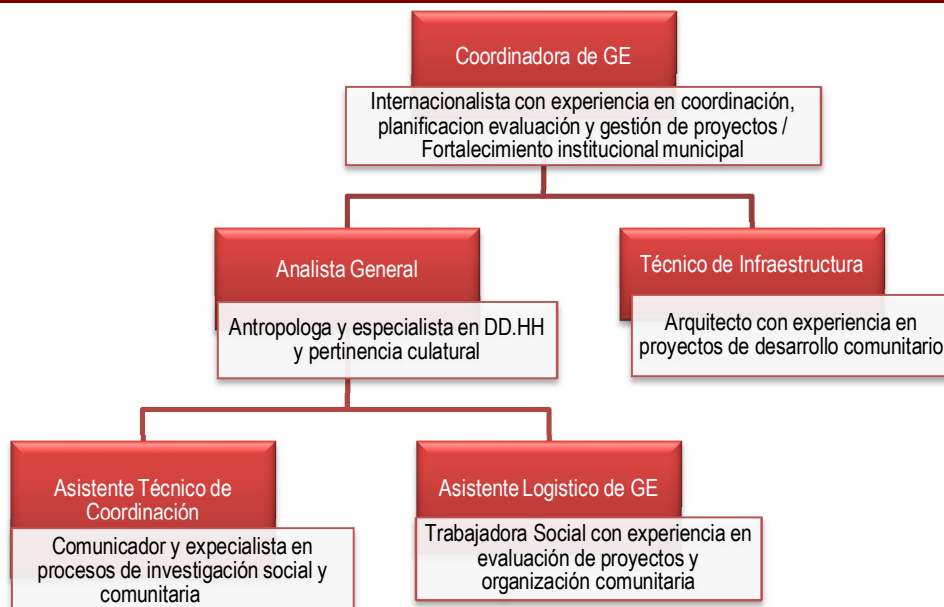 Coordinadora de GE
Internacionalista con experiencia en coordinación,
planificacion evaluación y gestión de proyectos /
Fortalecimiento institucional municipal
Analista General
Antropologa y especialista en DD.HH
y pertinencia culatural
Técnico de Infraestructura
Arquitecto con experiencia en
proyectos de desarrollo comunitario
Asistente Técnico de
Coordinación
Comunicador y expecialista en
procesos de investigación social y
comunitaria
Asistente Logistico de GE
Trabajadora Social con experiencia en
evaluación de proyectos y
organización comunitaria